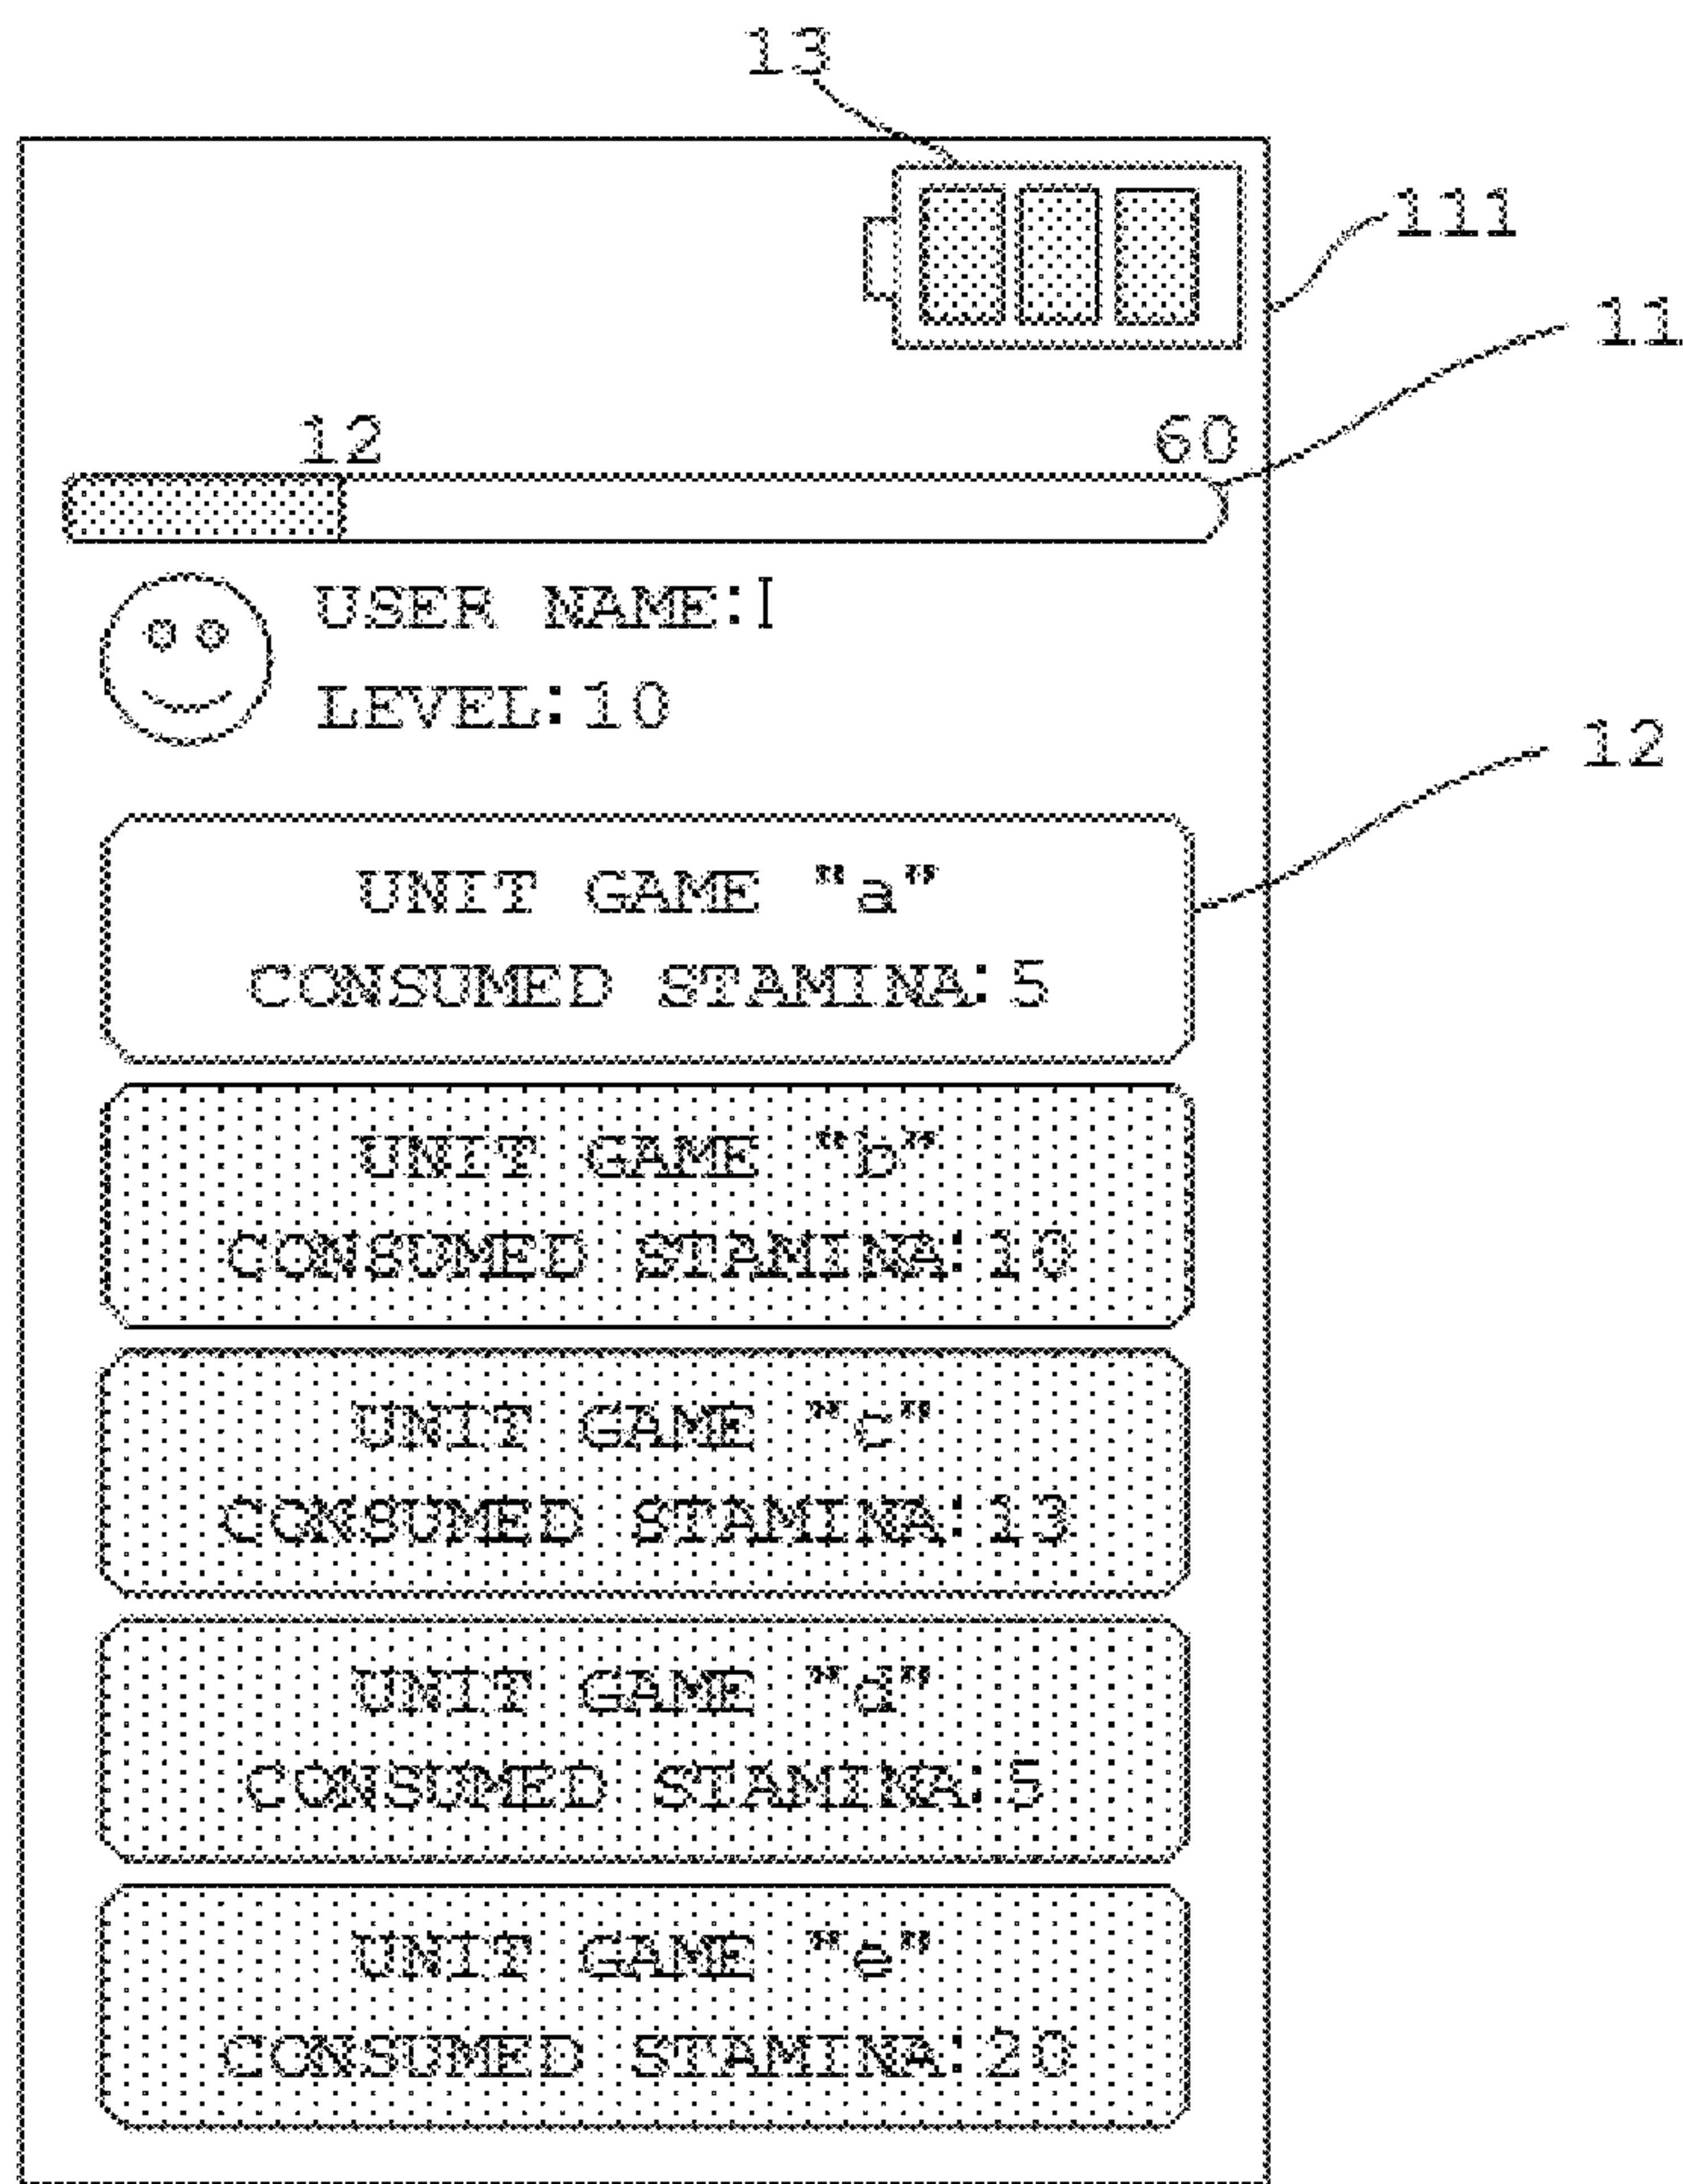 13
111
11
12 60
USER NAME:I
LEVEL:10
12
UNIT GAME "a"
CONSUMED STAMINA:5
UNIT GAME "b"
CONSUMED STAMINA:10
UNIT GAME "c"
CONSUMED STAMINA:13
UNIT GAME "d"
CONSUMED STAMINA:5
UNIT GAME "e"
CONSUMED STAMINA:20